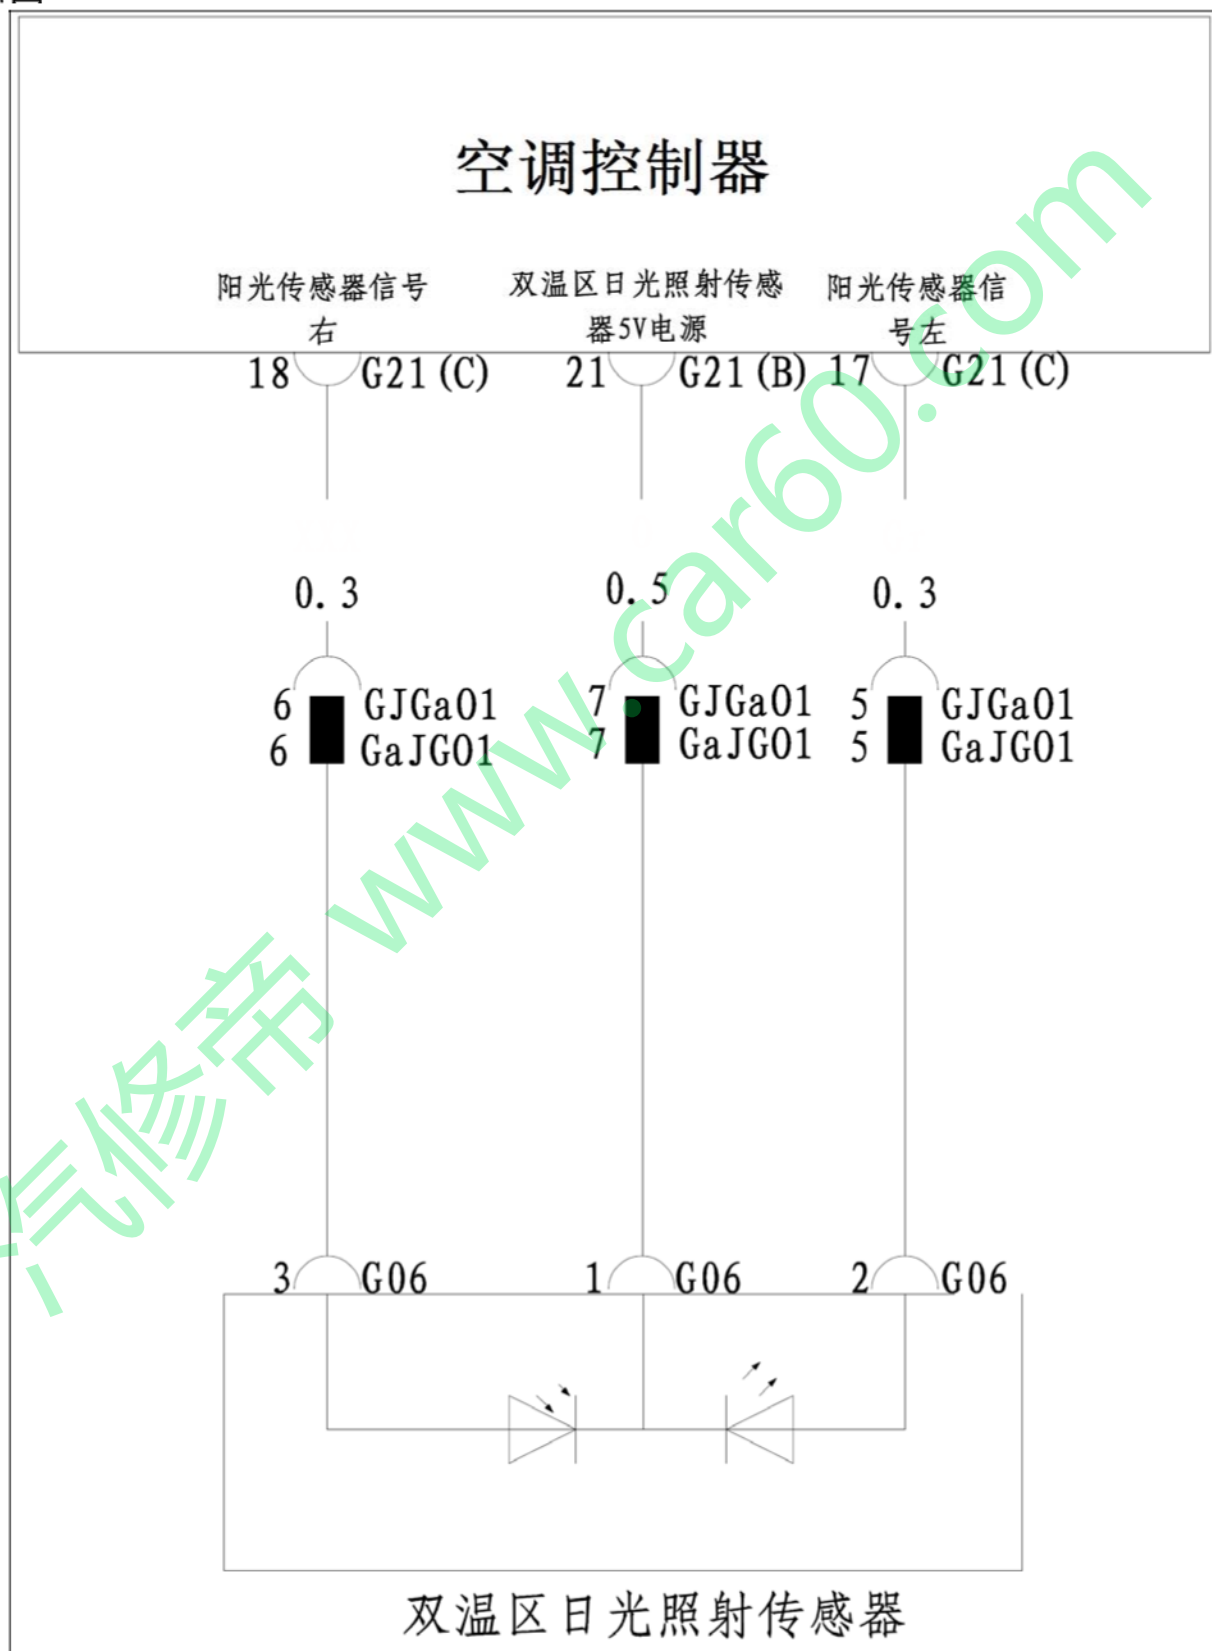 空调控制器
阳光传感器信号
右
双温区日光照射传感
器5V电源
阳光传感器信
号左
18 G21(C) 21 G21(B) 17 G21(C)
0.3 0.5 0.3
6 GJGa01 7 GJGa01 5 GJGa01
6 GaJG01 7 GaJG01 5 GaJG01
3 G06 1 G06 2 G06
双温区日光照射传感器
汽修帝 www.car60.com